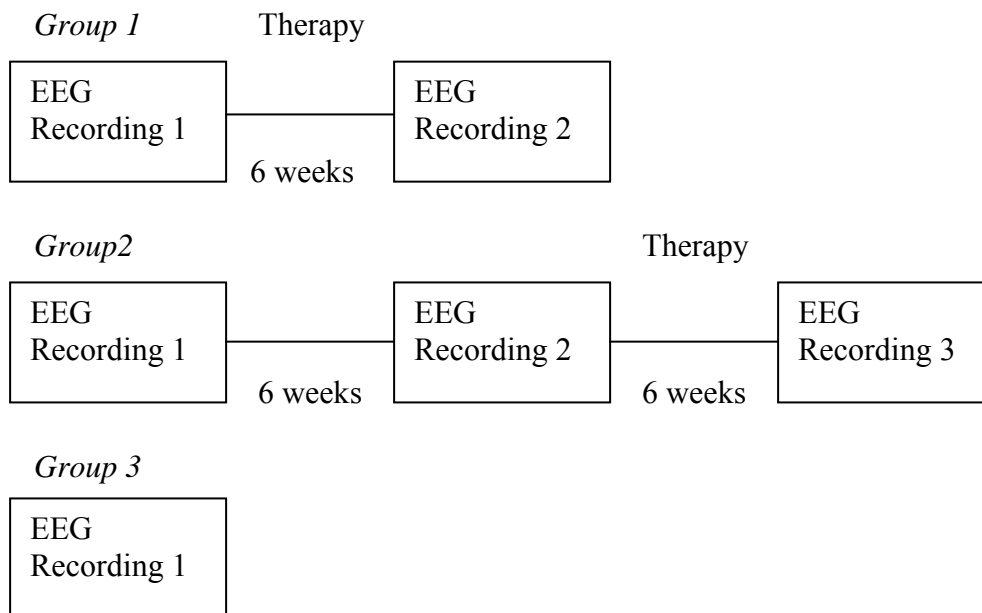 Group 1 Therapy
EEG EEG
Recording 1 Recording 2
6 weeks
Group2 Therapy
EEG EEG EEG
Recording 1 Recording 2 Recording 3
6 weeks 6 weeks
Group 3
EEG
Recording 1